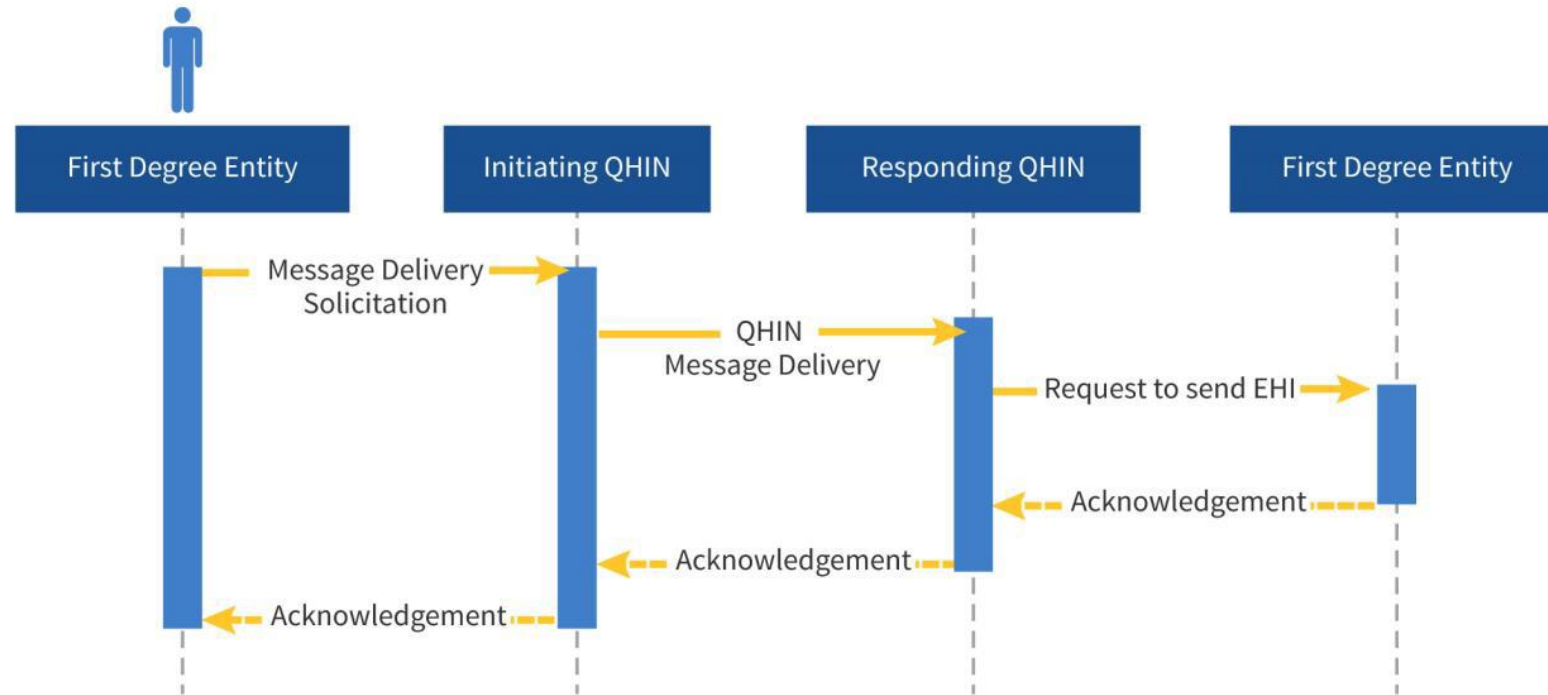 First Degree Entity
Initiating QHIN
Responding QHIN
First Degree Entity
Message Delivery
Solicitation
QHIN
Message Delivery
Request to send EHI
Acknowledgement
Acknowledgement
Acknowledgement